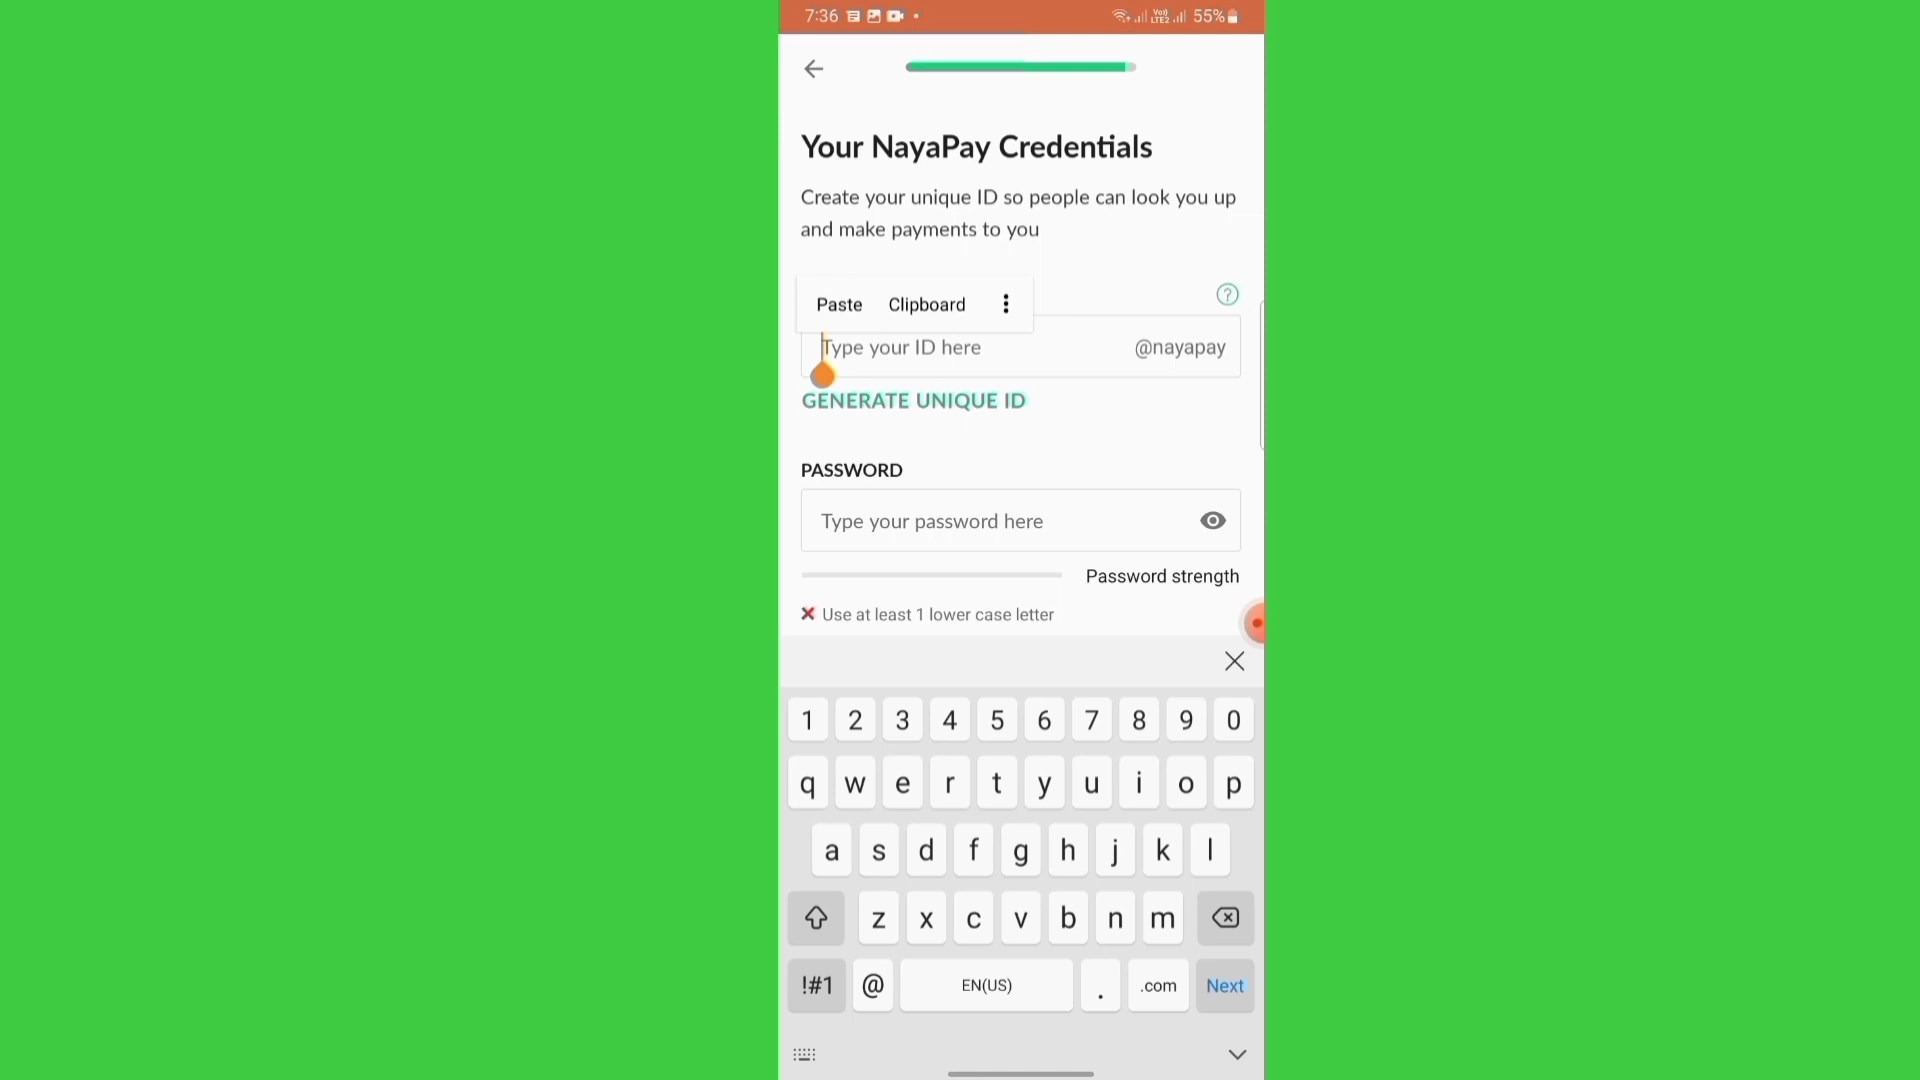 7:36 Vo) LTE2 55%
Your NayaPay Credentials
Create your unique ID so people can look you up
and make payments to you
Paste Clipboard
?
Type your ID here @nayapay
GENERATE UNIQUE ID
PASSWORD
Type your password here
Password strength
Use at least 1 lower case letter
1 2 3 4 5 6 7 8 9 0
q w e r t y u i o p
a s d f g h j k l
z x c v b n m
!#1 @ EN(US) . .com Next